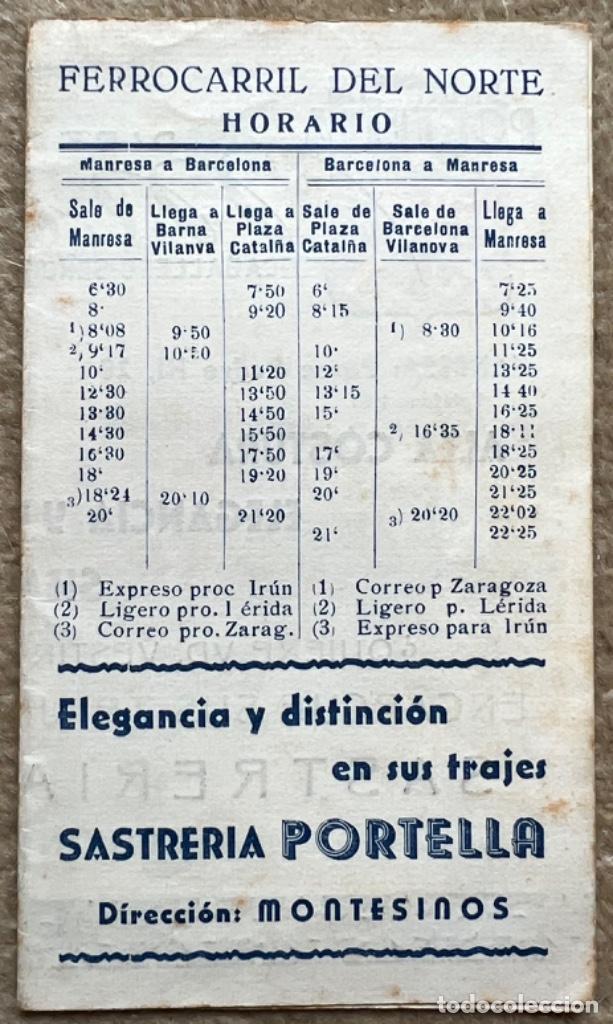 FERROCARRIL DEL NORTE
HORARIO
Manresa a Barcelona Barcelona a Manresa
Sale de Manresa Llega a Barna Vilanva Llega a Plaza Catalña Sale de Plaza Catalña Sale de Barcelona Vilanova Llega a Manresa
6'30 7·50 6' 7'25
8· 9'20 8'15 9'40
1)8'08 9·50 1) 8'30 10'16
2,9'17 10'50 10· 11'25
10' 11'20 12' 13'25
12'30 13'50 13'15 14 40
13·30 14'50 15' 16'25
14'30 15'50 2, 16'35 18·11
16'30 17'50 17' 18'25
18' 19·20 19' 20'25
3)18'24 20'10 20' 21'25
20' 21'20 3) 20'20 22'02
21' 22'25
(1) Expreso proc Irún (1) Correo p Zaragoza
(2) Ligero pro. Lérida (2) Ligero p. Lérida
(3) Correo pro. Zarag. (3) Expreso para Irún
Elegancia y distinción
en sus trajes
SASTRERIA PORTELLA
Dirección: MONTESINOS
todocoleccion